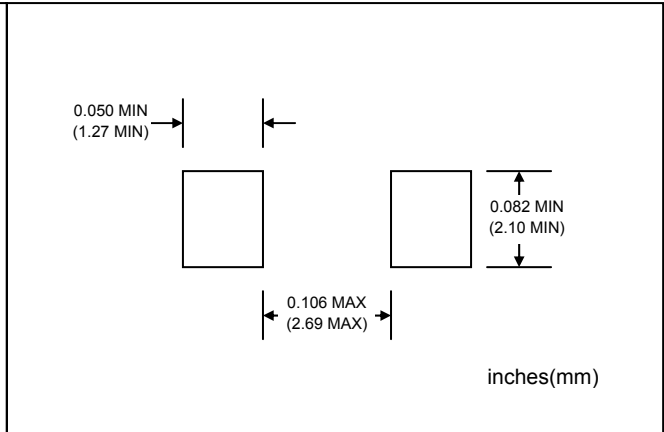 0.050 MIN
(1.27 MIN)
0.082 MIN
(2.10 MIN)
0.106 MAX
(2.69 MAX)
inches(mm)